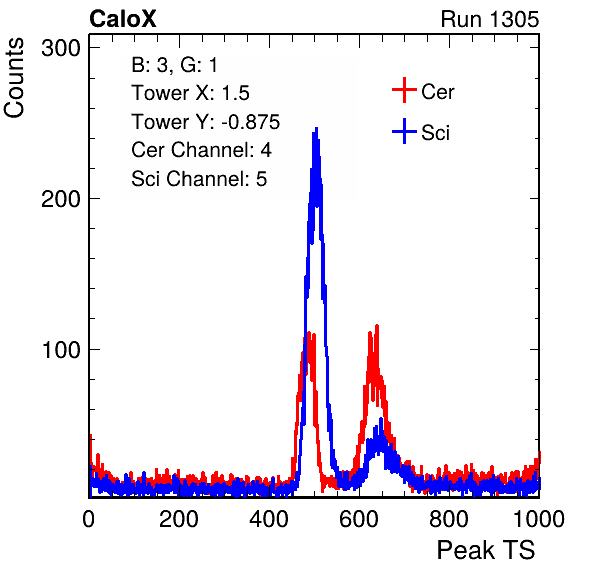 CaloX Run 1305
Counts
300
200
100
B: 3, G: 1
Tower X: 1.5
Tower Y: -0.875
Cer Channel: 4
Sci Channel: 5
Cer
Sci
0 200 400 600 800 1000
Peak TS